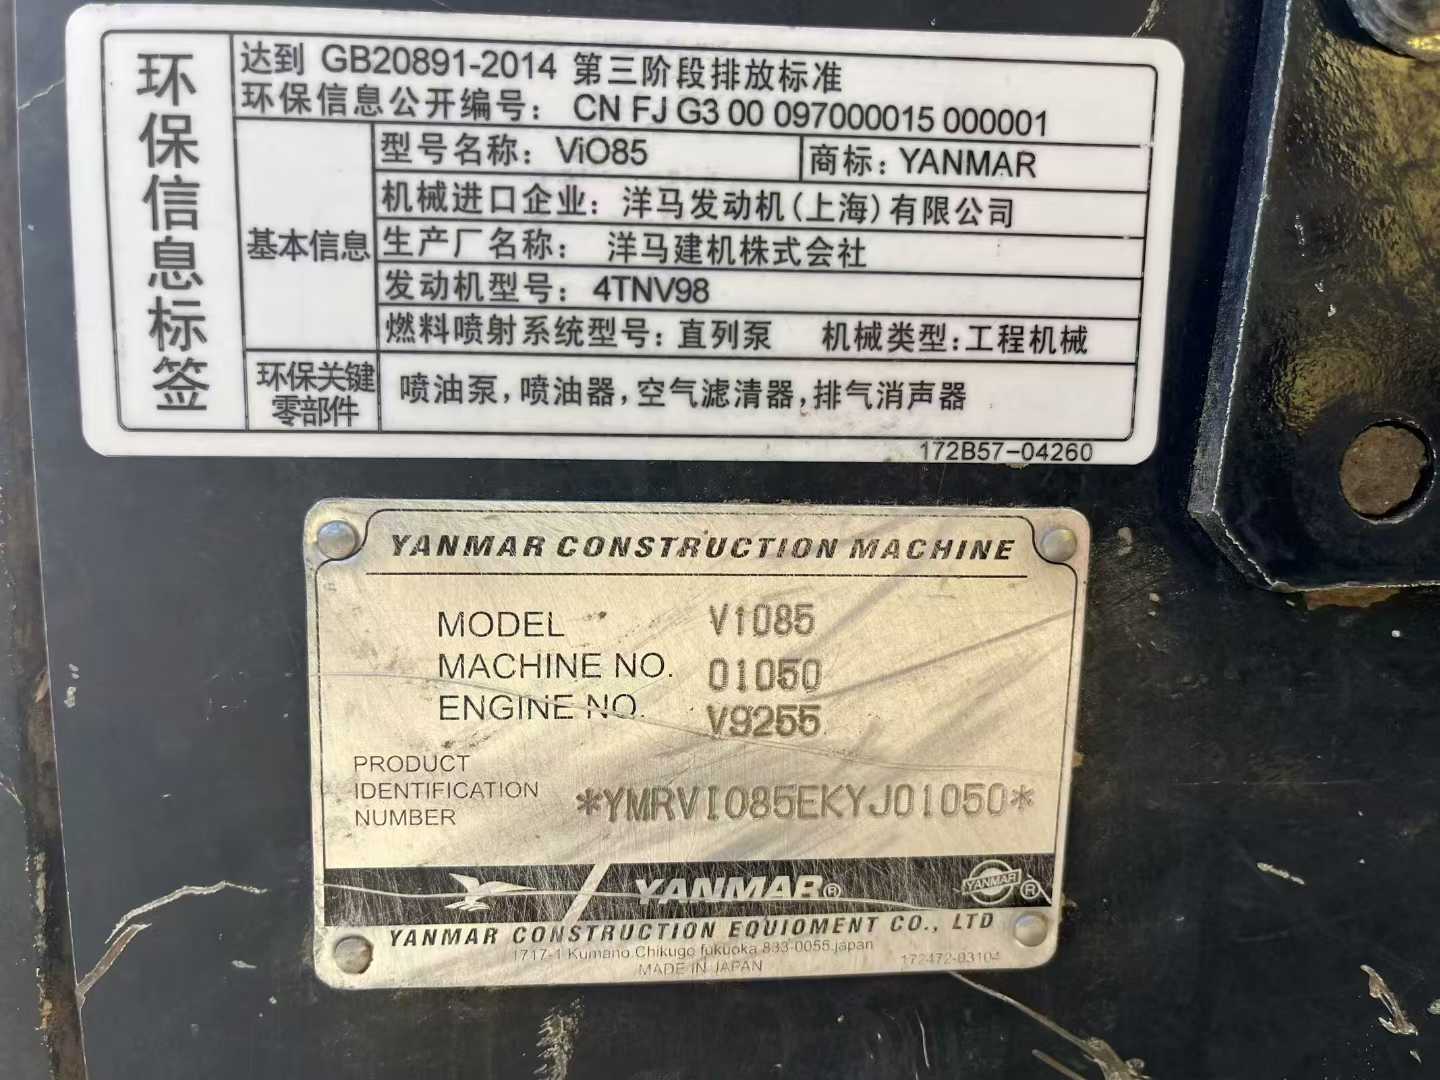 环保信息标签
达到 GB20891-2014 第三阶段排放标准
环保信息公开编号： CN FJ G3 00 097000015 000001
基本信息
型号名称： ViO85
商标：YANMAR
机械进口企业：洋马发动机(上海)有限公司
生产厂名称： 洋马建机株式会社
发动机型号： 4TNV98
燃料喷射系统型号：直列泵 机械类型：工程机械
环保关键
零部件
喷油泵，喷油器，空气滤清器，排气消声器
172B57-04260
YANMAR CONSTRUCTION MACHINE
MODEL V1085
MACHINE NO. 01050
ENGINE NO. V9255
PRODUCT
IDENTIFICATION
NUMBER
*YMRVIO85EKYJ01050*
YANMAR®
YANMAR ®
YANMAR CONSTRUCTION EQUIOMENT CO., LTD
1717-1 Kumano Chikugo fukuoka 833-0055.japan
MADE IN JAPAN
172472-03104